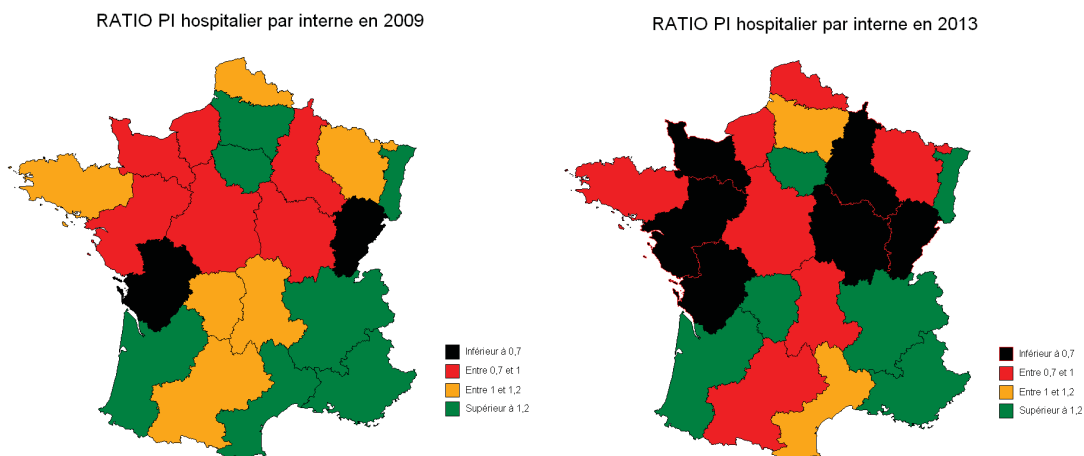 RATIO PI hospitalier par interne en 2009
Inférieur à 0,7
Entre 0,7 et 1
Entre 1 et 1,2
Supérieur à 1,2
RATIO PI hospitalier par interne en 2013
Inférieur à 0,7
Entre 0,7 et 1
Entre 1 et 1,2
Supérieur à 1,2